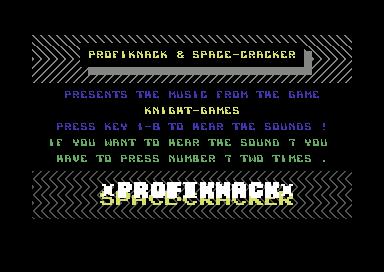 PROFIKNACK & SPACE-CRACKER
PRESENTS THE MUSIC FROM THE GAME
KNIGHT-GAMES
PRESS KEY 1-8 TO HEAR THE SOUNDS !
IF YOU WANT TO HEAR THE SOUND 7 YOU
HAVE TO PRESS NUMBER 7 TWO TIMES .
*PROFIKNACK*
SPACE-CRACKER